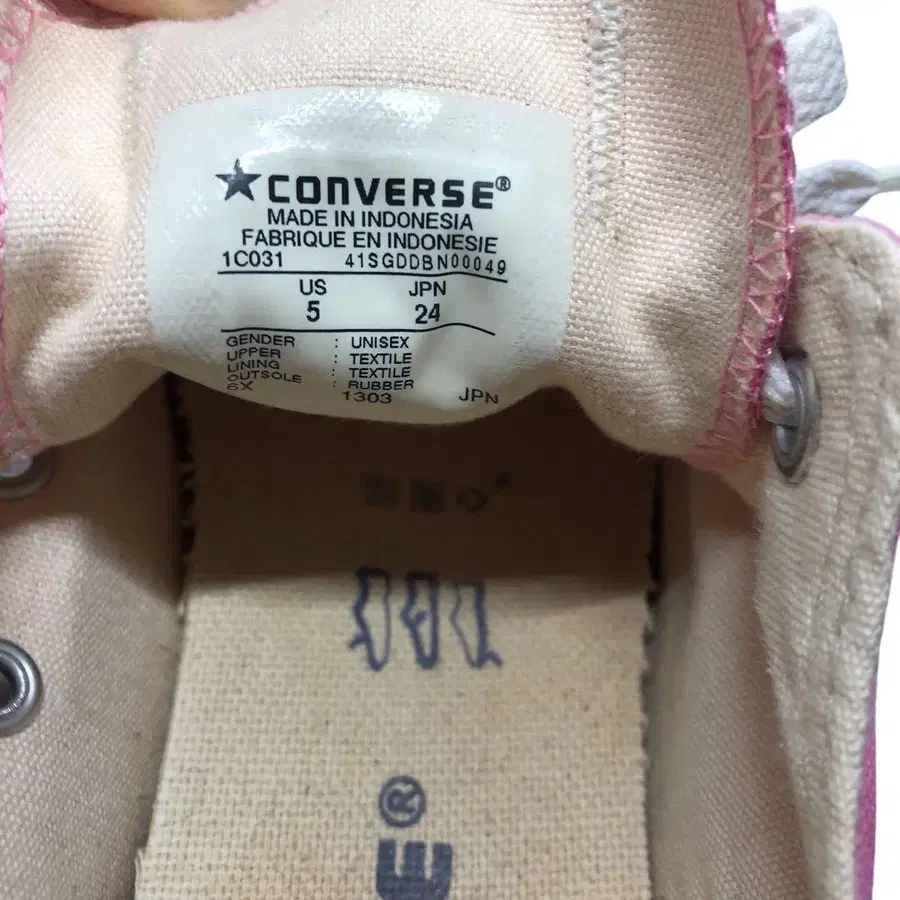 ★CONVERSE®
MADE IN INDONESIA
FABRIQUE EN INDONESIE
1C031 41SGDDBN00049
US JPN
5 24
GENDER : UNISEX
UPPER : TEXTILE
LINING : TEXTILE
OUTSOLE : RUBBER
6X 1303 JPN
E®